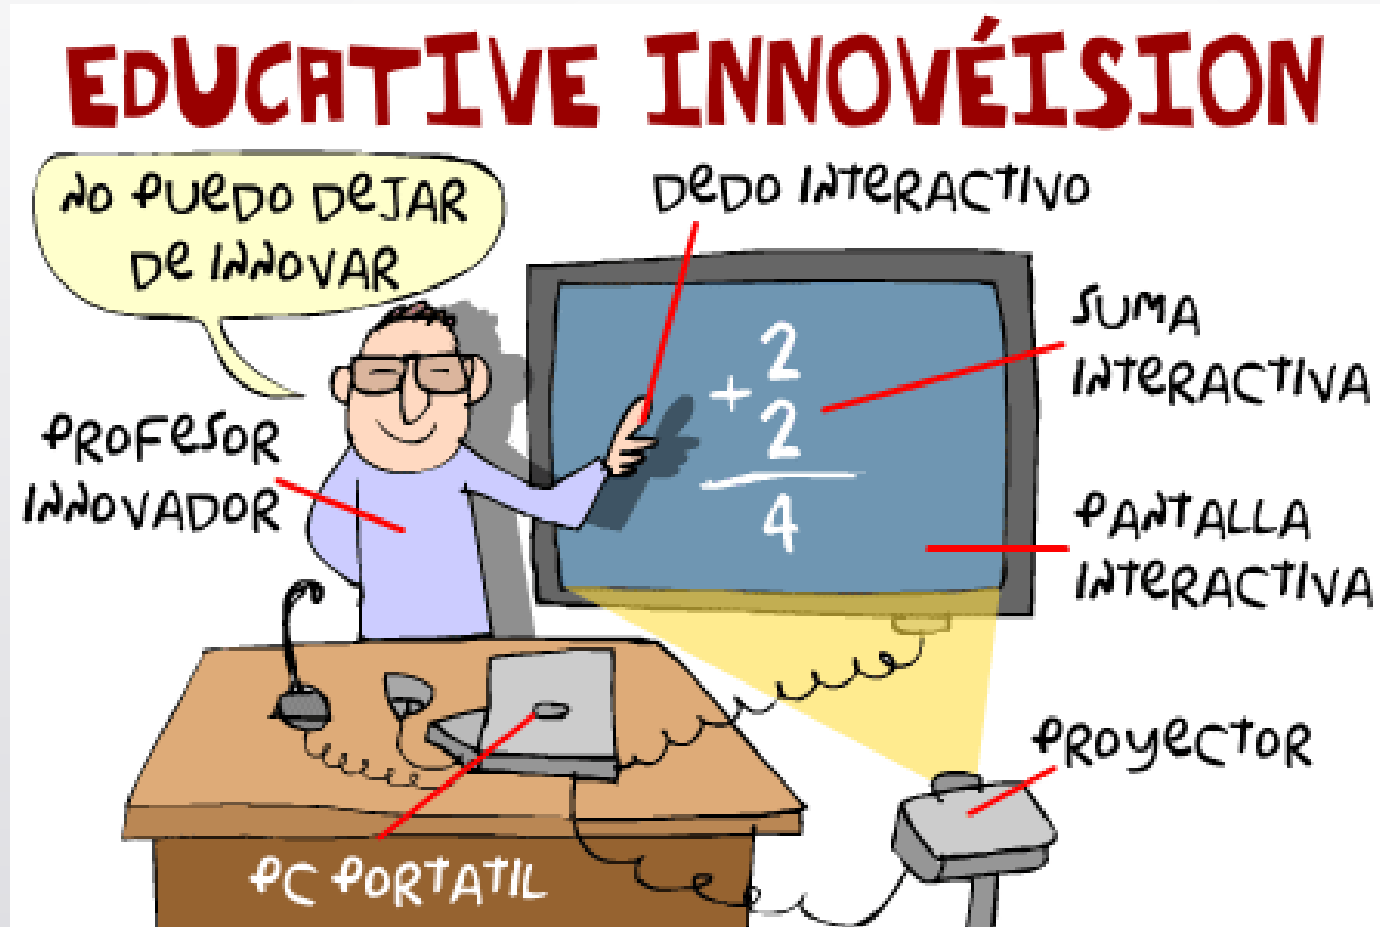 EDUCATIVE INNOVÉISION
NO PUEDO DEJAR
DE INNOVAR
DEDO INTERACTIVO
SUMA
INTERACTIVA
2
+
2
4
PROFESOR
INNOVADOR
PANTALLA
INTERACTIVA
PROYECTOR
PC PORTATIL